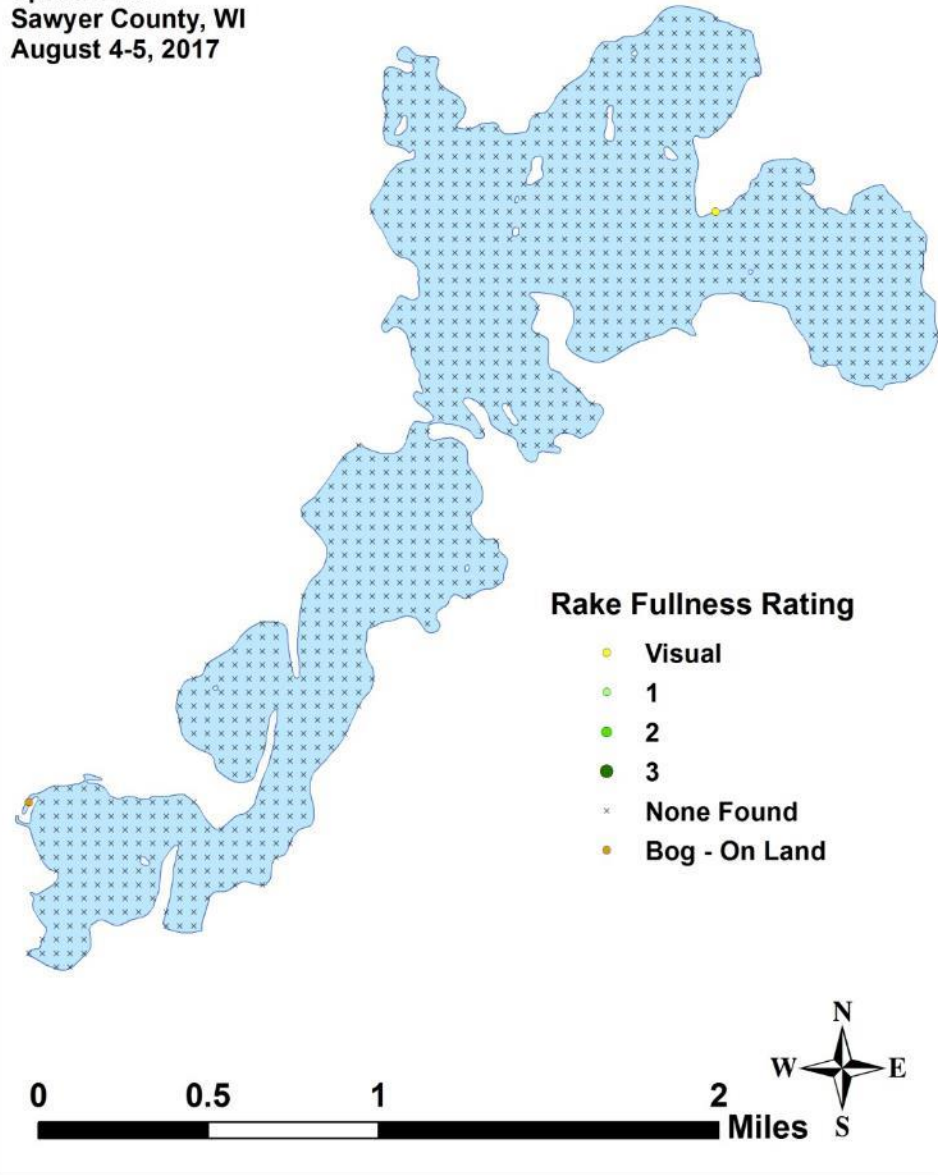 Sawyer County, WI
August 4-5, 2017
Rake Fullness Rating
Visual
1
2
3
None Found
Bog - On Land
N
W E
S
0 0.5 1 2
Miles